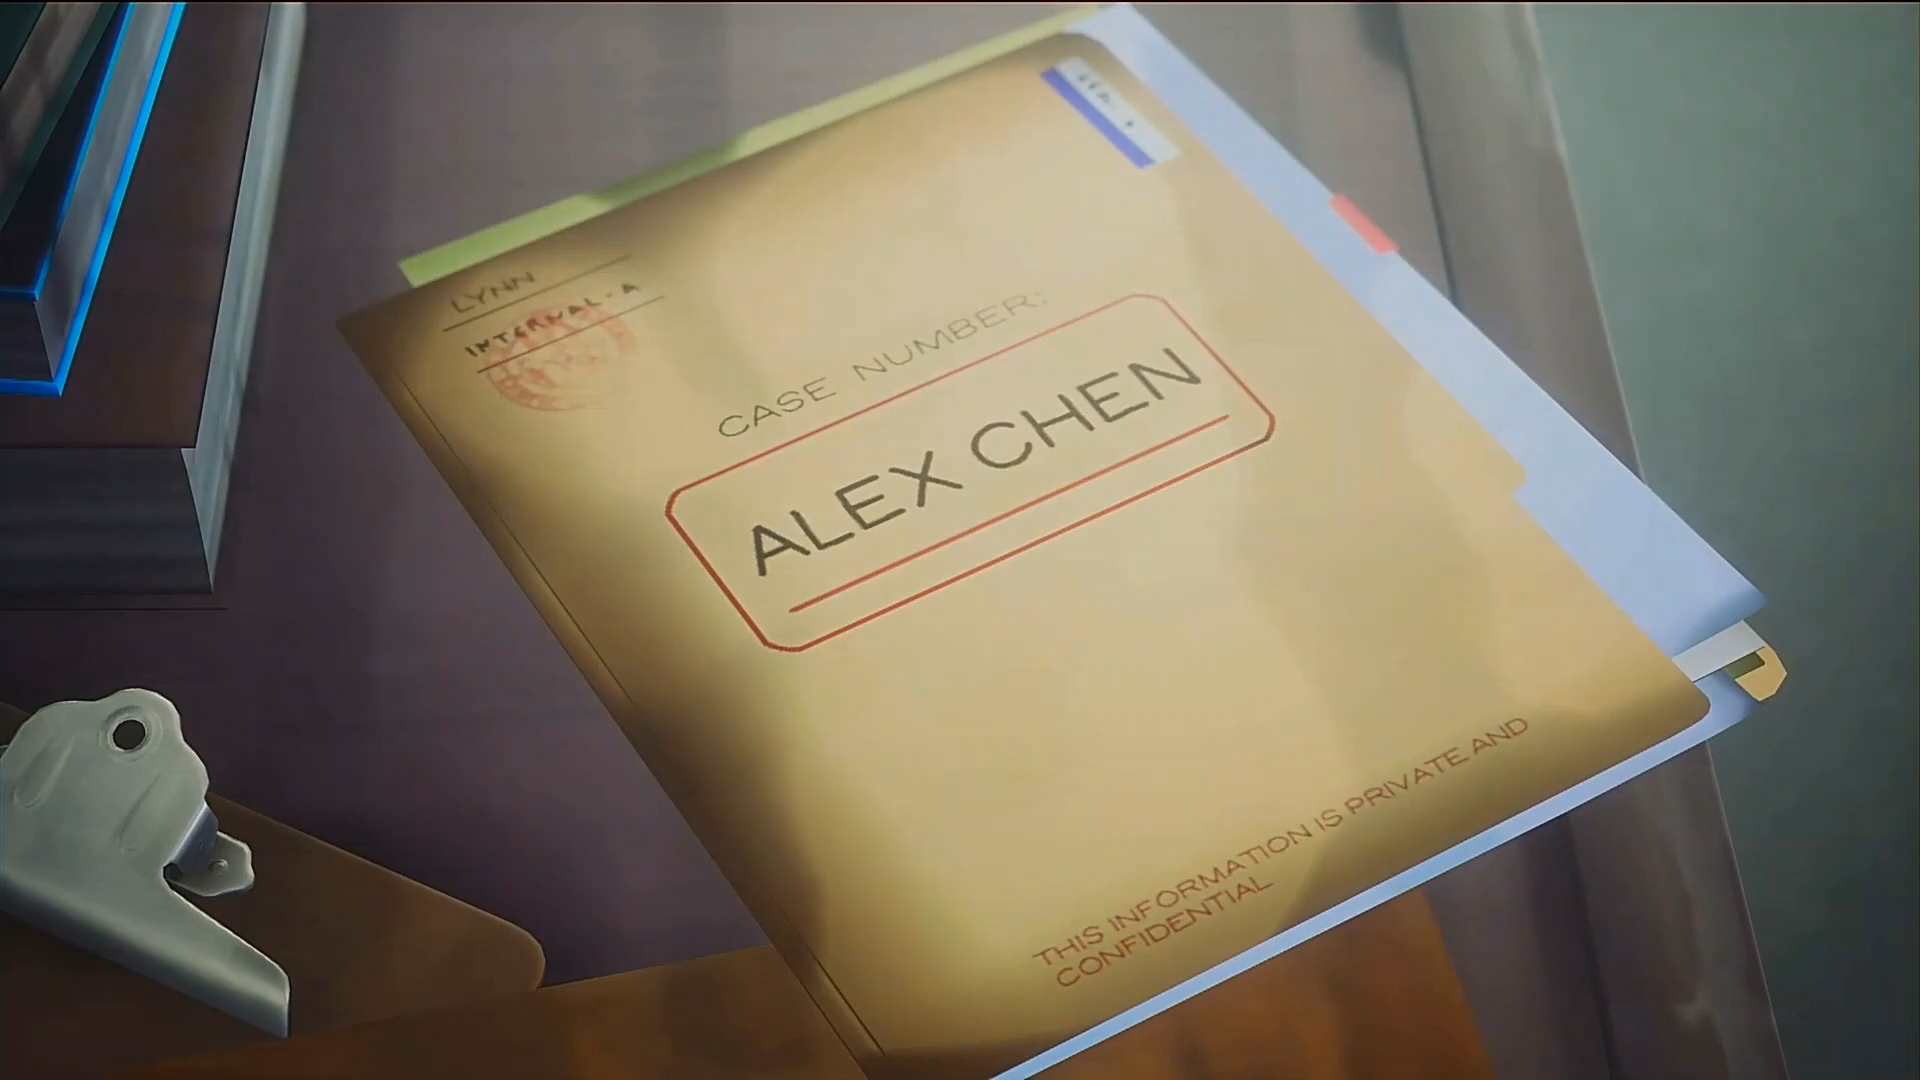 LYNN
INTERNAL-A
CASE NUMBER:
ALEX CHEN
THIS INFORMATION IS PRIVATE AND
CONFIDENTIAL